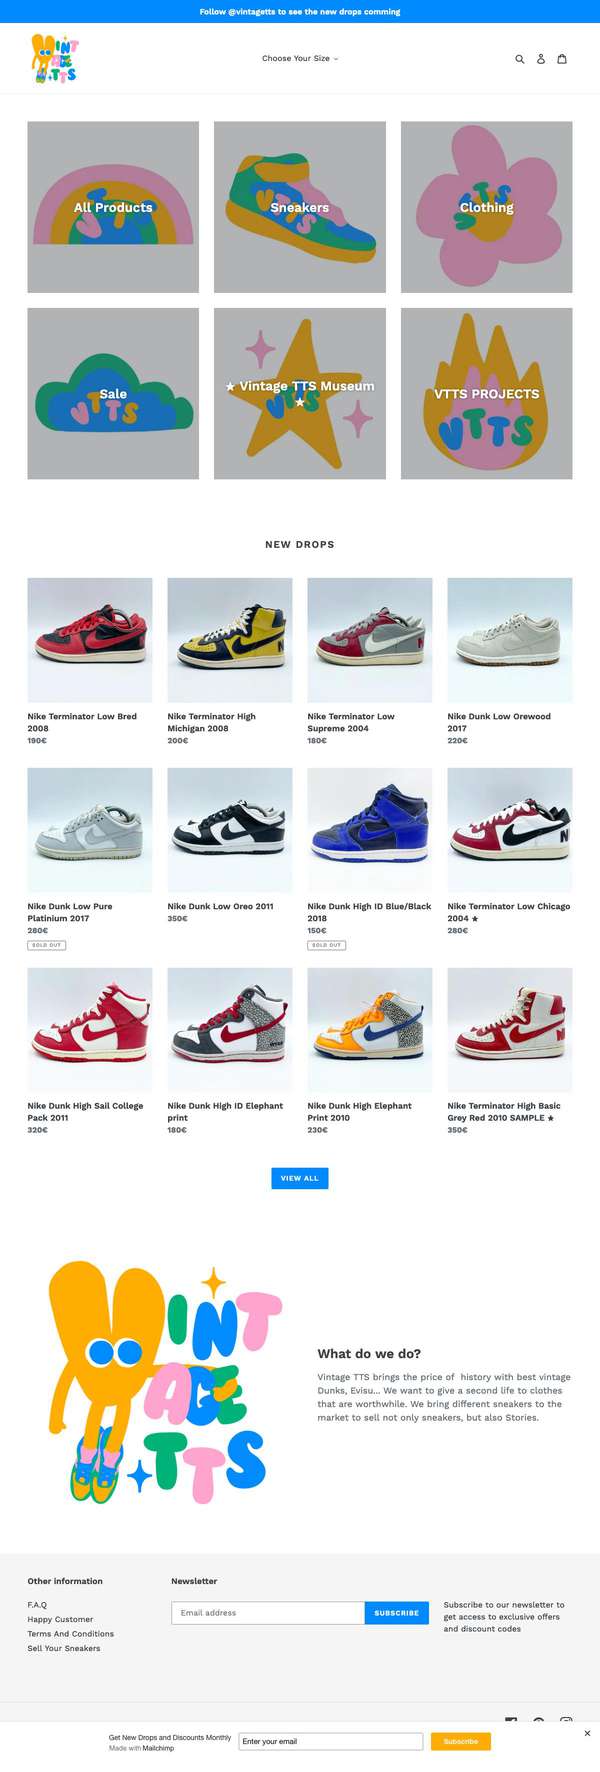 Follow @vintagetts to see the new drops comming
VINTAGE TTS
Choose Your Size
All Products
VTTS
Sneakers
VTTS
Clothing
VTTS
Sale
VTTS
★ Vintage TTS Museum
★
VTTS
VTTS PROJECTS
VTTS
NEW DROPS
Nike Terminator Low Bred
2008
190€
Nike Terminator High
Michigan 2008
200€
Nike Terminator Low
Supreme 2004
180€
Nike Dunk Low Orewood
2017
220€
Nike Dunk Low Pure
Platinium 2017
280€
SOLD OUT
Nike Dunk Low Oreo 2011
350€
Nike Dunk High ID Blue/Black
2018
150€
SOLD OUT
Nike Terminator Low Chicago
2004 ★
280€
Nike Dunk High Sail College
Pack 2011
320€
Nike Dunk High ID Elephant
print
180€
Nike Dunk High Elephant
Print 2010
230€
Nike Terminator High Basic
Grey Red 2010 SAMPLE ★
350€
VIEW ALL
VINT
AGE
TTS
What do we do?
Vintage TTS brings the price of  history with best vintage
Dunks, Evisu... We want to give a second life to clothes
that are worthwhile. We bring different sneakers to the
market to sell not only sneakers, but also Stories.
Other information
F.A.Q
Happy Customer
Terms And Conditions
Sell Your Sneakers
Newsletter
Email address
SUBSCRIBE
Subscribe to our newsletter to
get access to exclusive offers
and discount codes
Get New Drops and Discounts Monthly
Made with Mailchimp
Enter your email
Subscribe
×